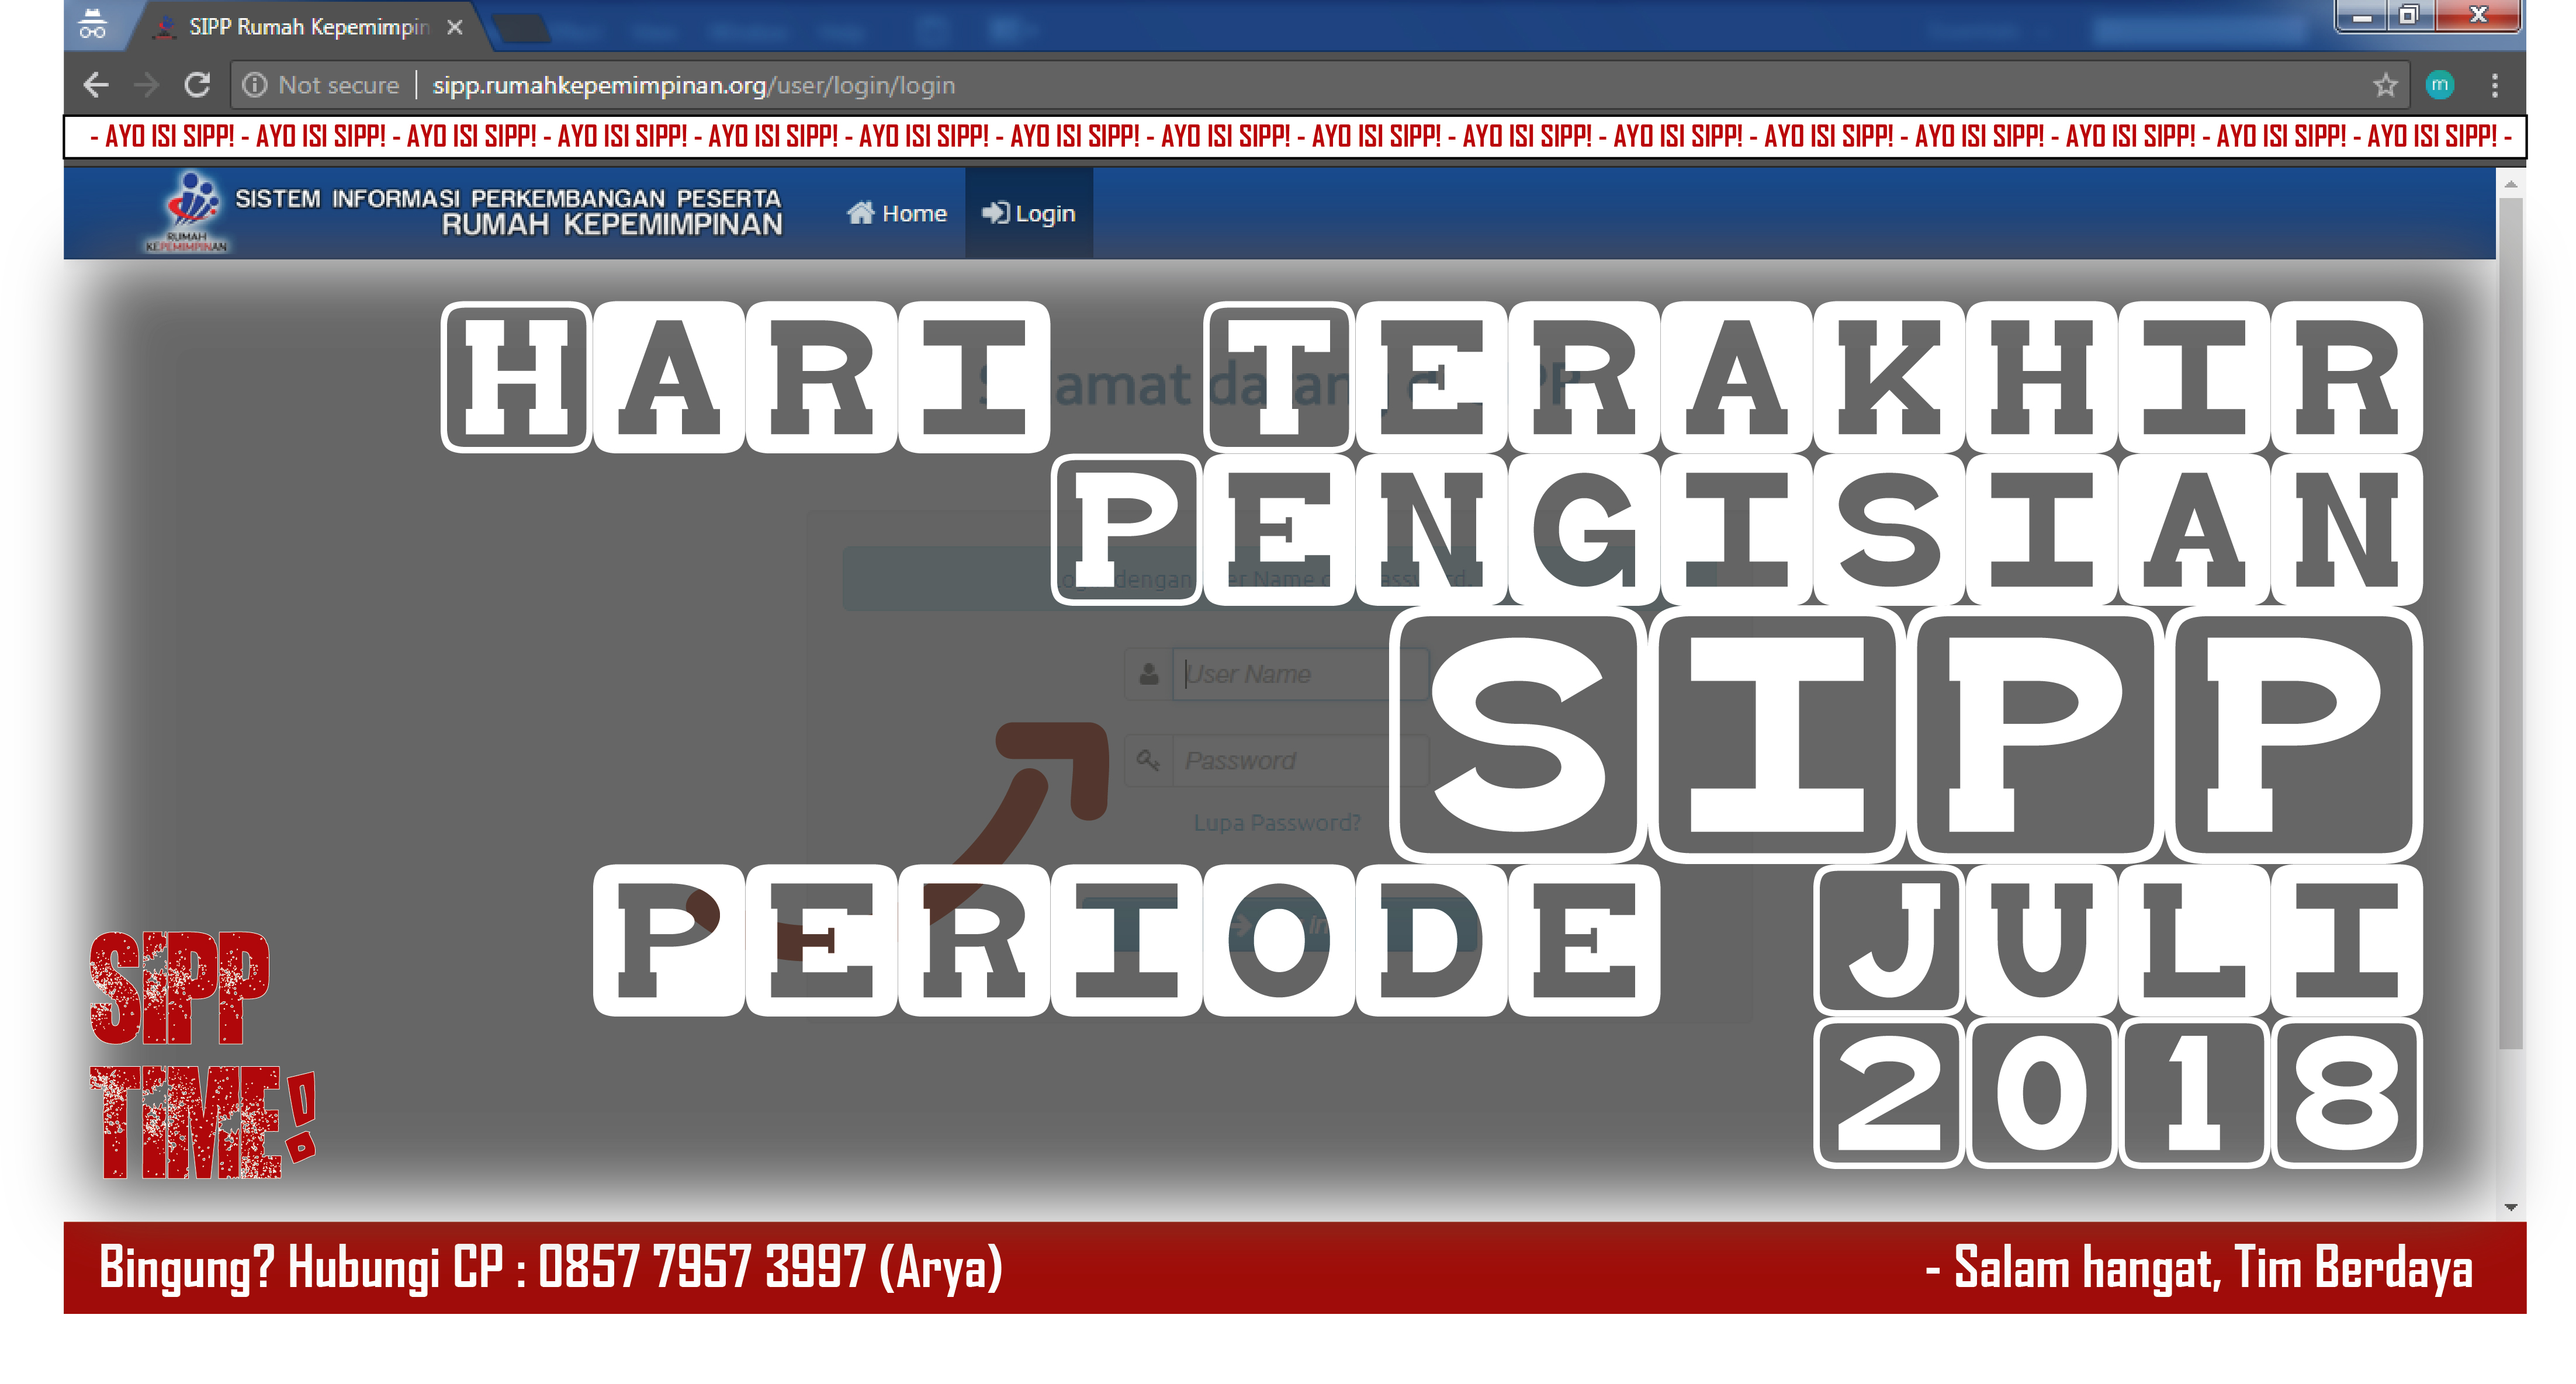 SIPP Rumah Kepemimpin
Not secure | sipp.rumahkepemimpinan.org/user/login/login
m
- AYO ISI SIPP! - AYO ISI SIPP! - AYO ISI SIPP! - AYO ISI SIPP! - AYO ISI SIPP! - AYO ISI SIPP! - AYO ISI SIPP! - AYO ISI SIPP! - AYO ISI SIPP! - AYO ISI SIPP! - AYO ISI SIPP! - AYO ISI SIPP! - AYO ISI SIPP! - AYO ISI SIPP! - AYO ISI SIPP! - AYO ISI SIPP! -
RUMAH
KEPEMIMPINAN
SISTEM INFORMASI PERKEMBANGAN PESERTA
RUMAH KEPEMIMPINAN
Home
Login
HARI TERAKHIR
PENGISIAN
SIPP
PERIODE JULI
2018
User Name
Password
Lupa Password?
SIPP
TIME!
Bingung? Hubungi CP : 0857 7957 3997 (Arya)
- Salam hangat, Tim Berdaya